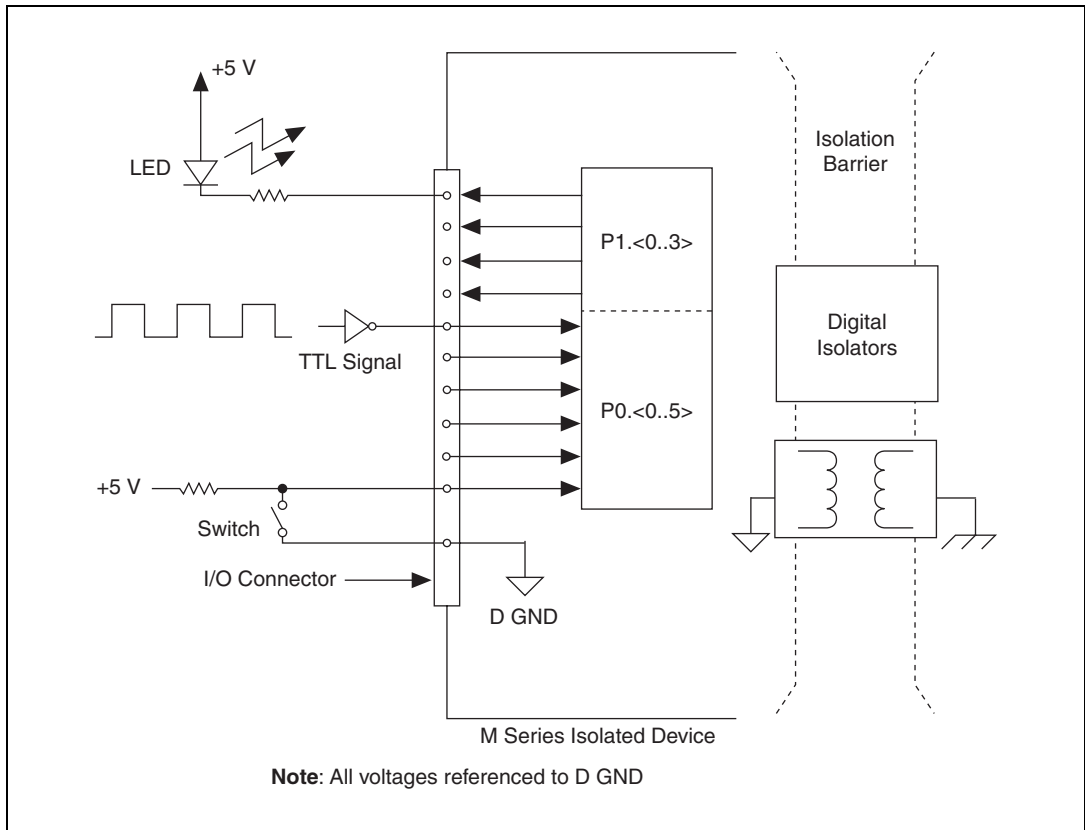 +5 V
LED
Isolation
Barrier
P1.<0..3>
TTL Signal
Digital
Isolators
P0.<0..5>
+5 V
Switch
I/O Connector
D GND
M Series Isolated Device
Note: All voltages referenced to D GND